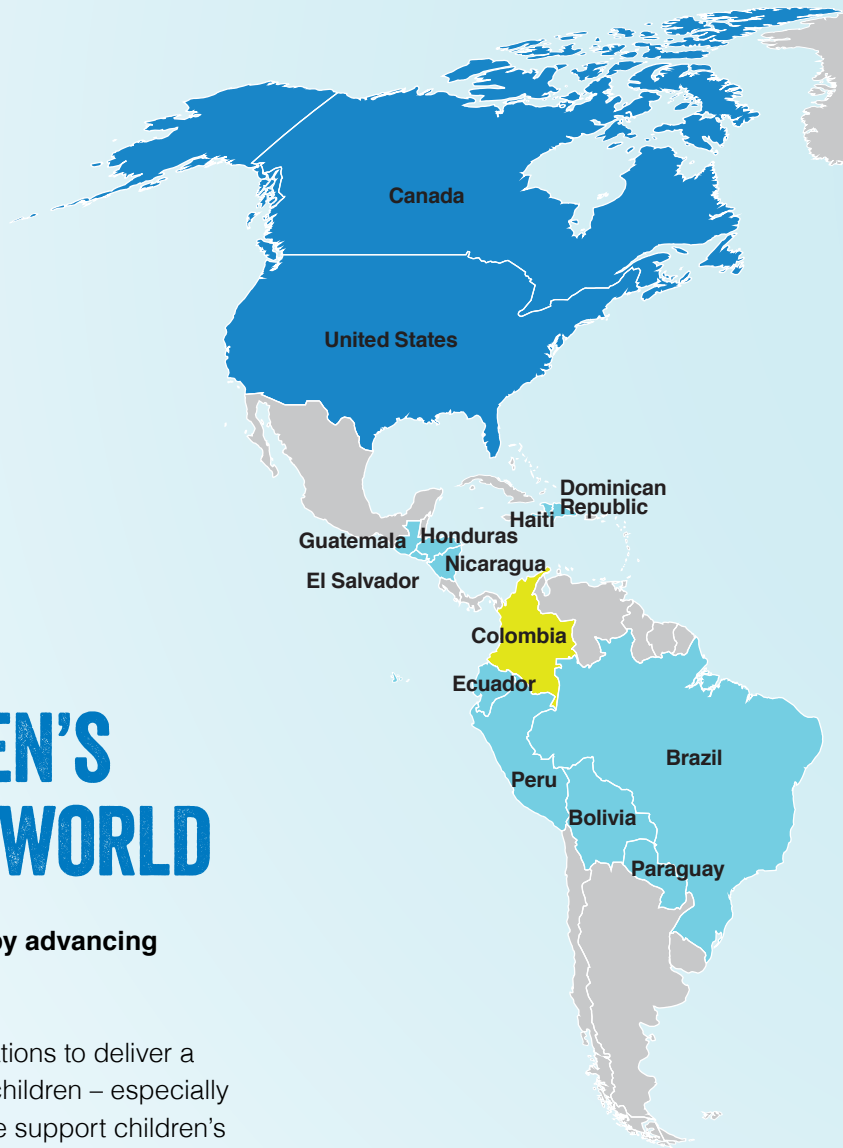 Canada
United States
Dominican
Republic
Haiti
Guatemala
Honduras
Nicaragua
El Salvador
Colombia
Ecuador
Brazil
Peru
Bolivia
Paraguay
EN'S
WORLD
by advancing
tions to deliver a
children – especially
e support children's